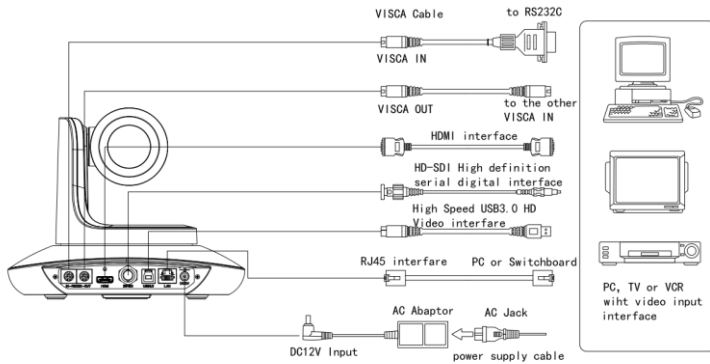 VISCA Cable
to RS232C
VISCA IN
VISCA OUT
to the other
VISCA IN
HDMI interface
HD-SDI High definition
serial digital interface
High Speed USB3.0 HD
Video interfare
RJ45 interfare
PC or Switchboard
AC Abaptor
AC Jack
DC12V Input
power supply cable
PC, TV or VCR
wiht video input
interface